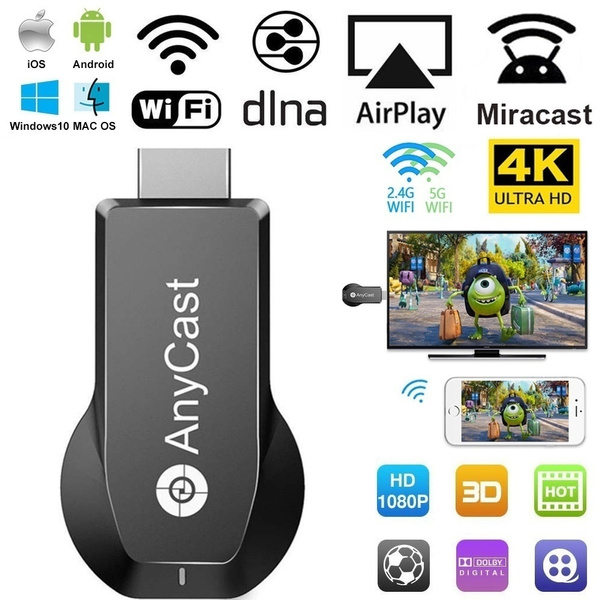 iOS
Android
Windows10 MAC OS
Wi Fi
dlna
AirPlay
Miracast
2.4G WIFI
5G WIFI
4K
ULTRA HD
AnyCast
AnyCast
HD
1080P
3D
HOT
DOLBY
DIGITAL